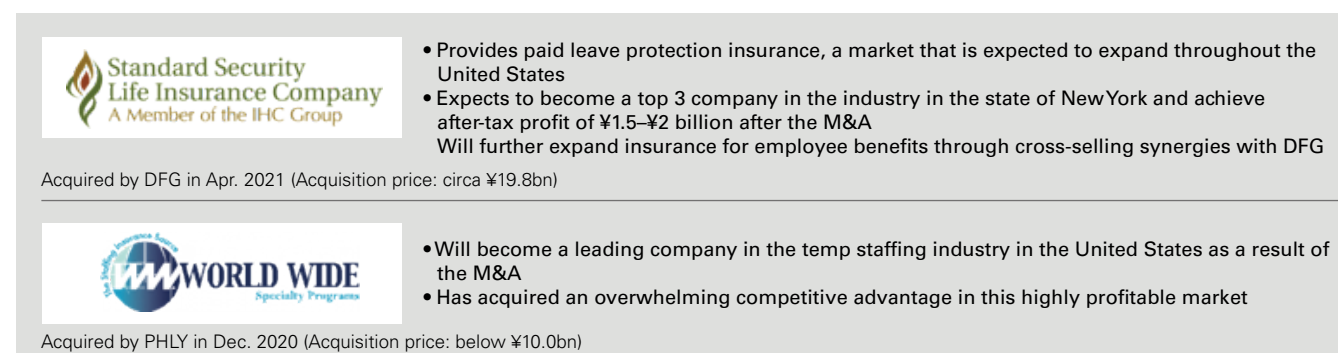 Standard Security
Life Insurance Company
A Member of the IHC Group
• Provides paid leave protection insurance, a market that is expected to expand throughout the
United States
• Expects to become a top 3 company in the industry in the state of New York and achieve
after-tax profit of ¥1.5–¥2 billion after the M&A
Will further expand insurance for employee benefits through cross-selling synergies with DFG
Acquired by DFG in Apr. 2021 (Acquisition price: circa ¥19.8bn)
The Staffing Insurance Source
WORLD WIDE
Specialty Programs
• Will become a leading company in the temp staffing industry in the United States as a result of
the M&A
• Has acquired an overwhelming competitive advantage in this highly profitable market
Acquired by PHLY in Dec. 2020 (Acquisition price: below ¥10.0bn)